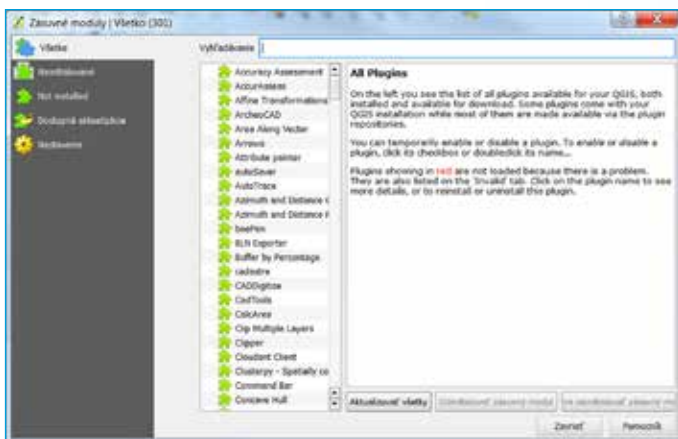 Zásuvné moduly | Všetko (301)
Všetko
Not installed
Dostupná aktualizácia
Nastavenia
Vyhľadávanie
Accuracy Assessment
AccurAssess
Affine Transformations
ArcheoCAD
Area Along Vector
Arrows
Attribute painter
autoSaver
AutoTrace
Azimuth and Distance
Azimuth and Distance
beePen
BLN Exporter
Buffer by Percentage
cadastre
CADDigitize
CadTools
CalcArea
Clip Multiple Layers
Clipper
Cloudant Client
Clusterpy - Spatially co
Command Bar
Concave Hull
All Plugins
On the left you see the list of all plugins available for your QGIS, both
installed and available for download. Some plugins come with your
QGIS installation while most of them are made available via the plugin
repositories.
You can temporarily enable or disable a plugin. To enable or disable a
plugin, click its checkbox or doubleclick its name...
Plugins showing in red are not loaded because there is a problem.
They are also listed on the 'Invalid' tab. Click on the plugin name to see
more details, or to reinstall or uninstall this plugin.
Aktualizovať všetky
zásuvný modul
Zavrieť
Pomocník